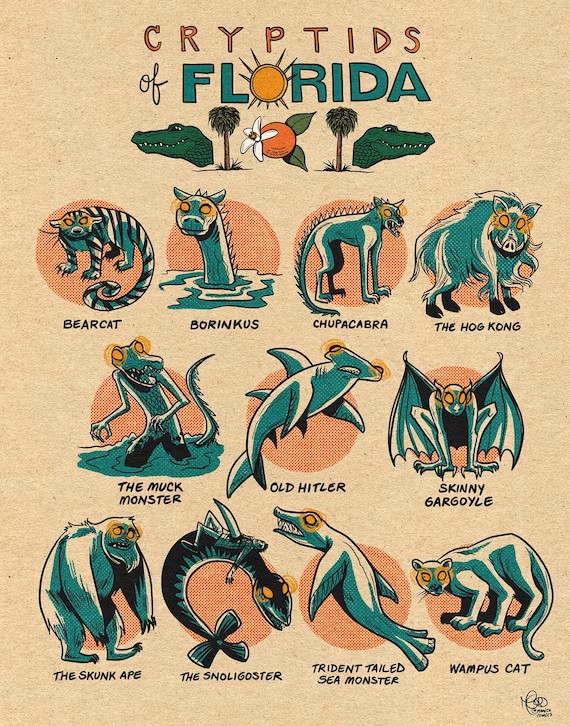 CRYPTIDS
of FLORIDA
BEARCAT
BORINKUS
CHUPACABRA
THE HOG KONG
THE MUCK
MONSTER
OLD HITLER
SKINNY
GARGOYLE
THE SKUNK APE
THE SNOLIGOSTER
TRIDENT TAILED
SEA MONSTER
WAMPUS CAT